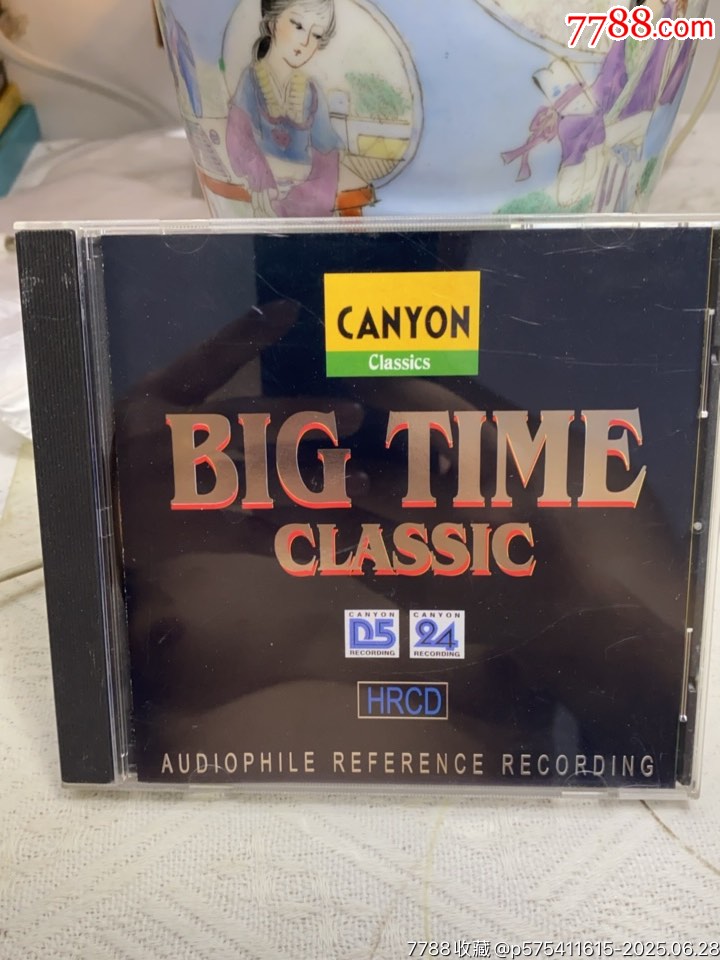 7788.com
CANYON
Classics
BIG TIME
CLASSIC
CANYON CANYON
D5 24
RECORDING RECORDING
HRCD
AUDIOPHILE REFERENCE RECORDING
7788收藏 @p575411615-2025.06.28